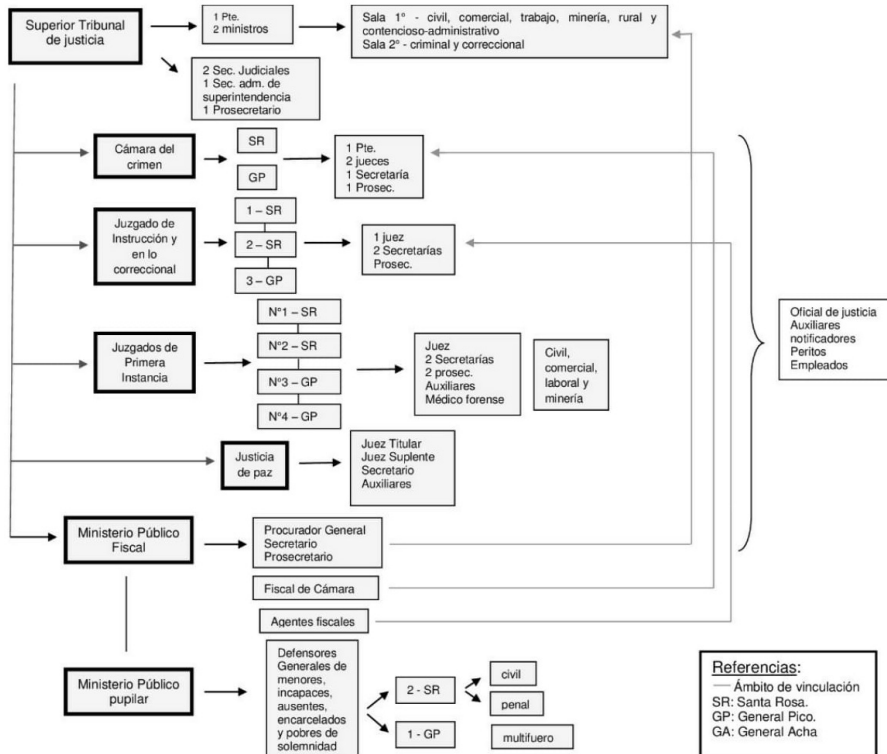 Superior Tribunal
de justicia
1 Pte.
2 ministros
Sala 1° - civil, comercial, trabajo, minería, rural y
contencioso-administrativo
Sala 2° - criminal y correccional
2 Sec. Judiciales
1 Sec. adm. de
superintendencia
1 Prosecretario
Cámara del
crimen
SR
GP
1 Pte.
2 jueces
1 Secretaría
1 Prosec.
Juzgado de
Instrucción y
en lo
correccional
1 – SR
2 – SR
3 – GP
1 juez
2 Secretarías
Prosec.
Juzgados de
Primera
Instancia
N°1 – SR
N°2 – SR
N°3 – GP
N°4 – GP
Juez
2 Secretarías
2 prosec.
Auxiliares
Médico forense
Civil,
comercial,
laboral y
minería
Oficial de justicia
Auxiliares
notificadores
Peritos
Empleados
Justicia
de paz
Juez Titular
Juez Suplente
Secretario
Auxiliares
Ministerio Público
Fiscal
Procurador General
Secretario
Prosecretario
Fiscal de Cámara
Agentes fiscales
Ministerio Público
pupilar
Defensores
Generales de
menores,
incapaces,
ausentes,
encarcelados
y pobres de
solemnidad
2 - SR
civil
penal
1 - GP
multifuero
Referencias:
Ámbito de vinculación
SR: Santa Rosa.
GP: General Pico.
GA: General Acha